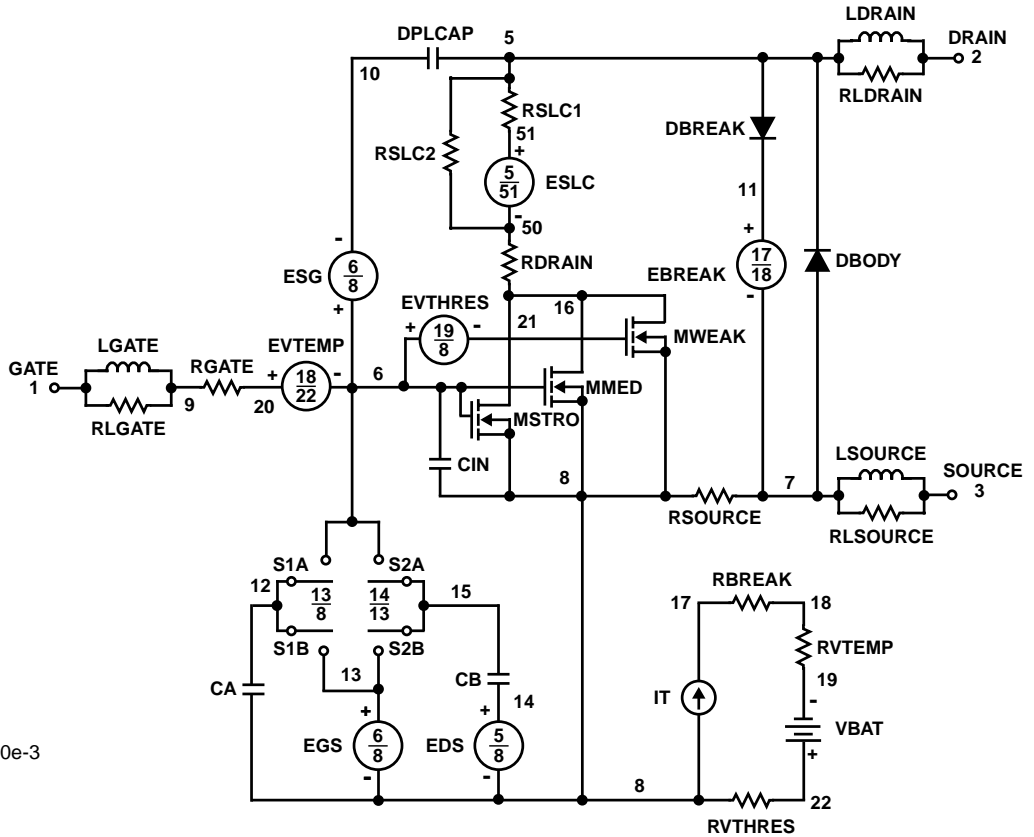 LDRAIN
DPLCAP 5 DRAIN
2
10
RLDRAIN
RSLC1
DBREAK
51
+
RSLC2
5
51
ESLC
11
-
50
-
+
17
18
6
8
RDRAIN
DBODY
ESG
EBREAK
EVTHRES
+
16
-
+
19
8
-
21
MWEAK
LGATE
EVTEMP
GATE
1
RGATE
+
18
22
-
6
MMED
9
20
RLGATE
MSTRO
LSOURCE
CIN
8
7
SOURCE
3
RSOURCE
RLSOURCE
S1A
S2A
12
13
8
14
13
15
RBREAK
17
18
S1B
S2B
RVTEMP
13
CB
19
CA
14
IT
-
+
+
VBAT
EGS
6
8
EDS
5
8
+
0e-3
-
-
8
22
RVTHRES